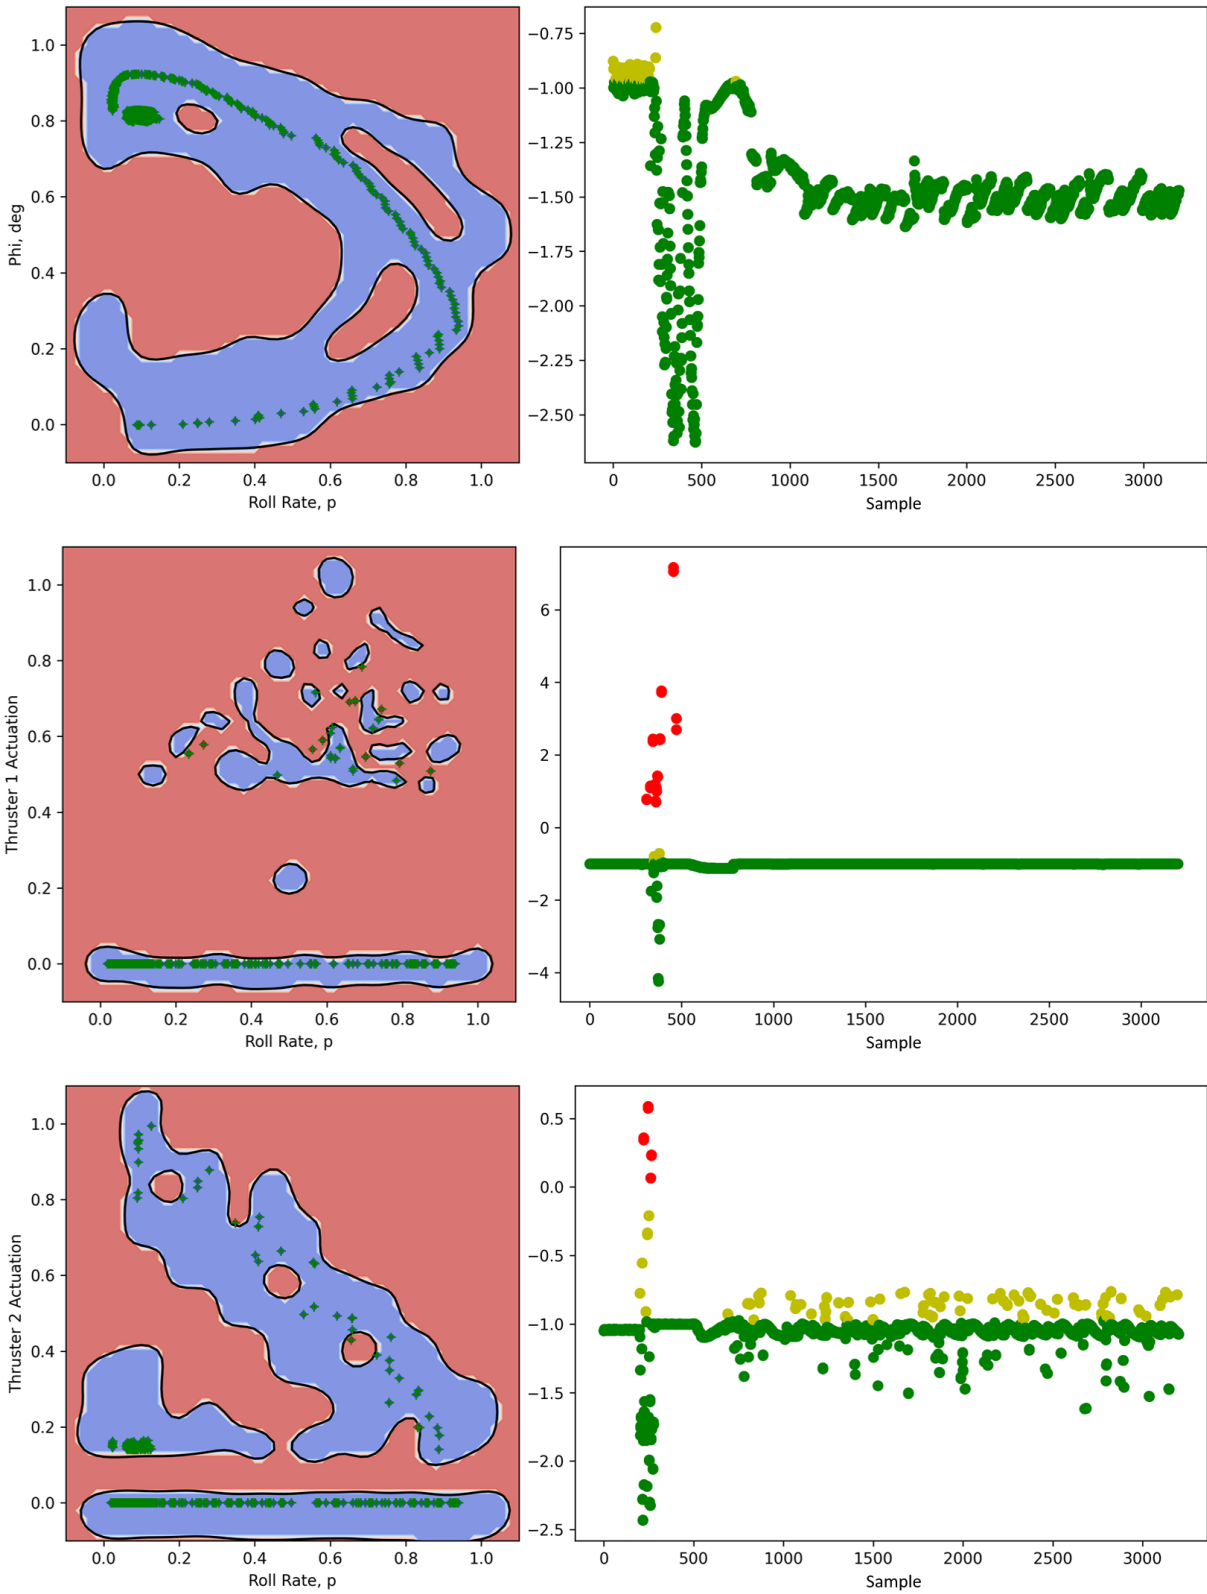 1.0
0.8
0.6
0.4
0.2
0.0
Phi, deg
0.0 0.2 0.4 0.6 0.8 1.0
Roll Rate, p
−0.75
−1.00
−1.25
−1.50
−1.75
−2.00
−2.25
−2.50
0 500 1000 1500 2000 2500 3000
Sample
1.0
0.8
0.6
0.4
0.2
0.0
Thruster 1 Actuation
0.0 0.2 0.4 0.6 0.8 1.0
Roll Rate, p
6
4
2
0
−2
−4
0 500 1000 1500 2000 2500 3000
Sample
1.0
0.8
0.6
0.4
0.2
0.0
Thruster 2 Actuation
0.0 0.2 0.4 0.6 0.8 1.0
Roll Rate, p
0.5
0.0
−0.5
−1.0
−1.5
−2.0
−2.5
0 500 1000 1500 2000 2500 3000
Sample